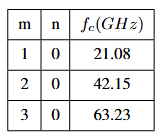 m n f_c(GHz)
1 0 21.08
2 0 42.15
3 0 63.23